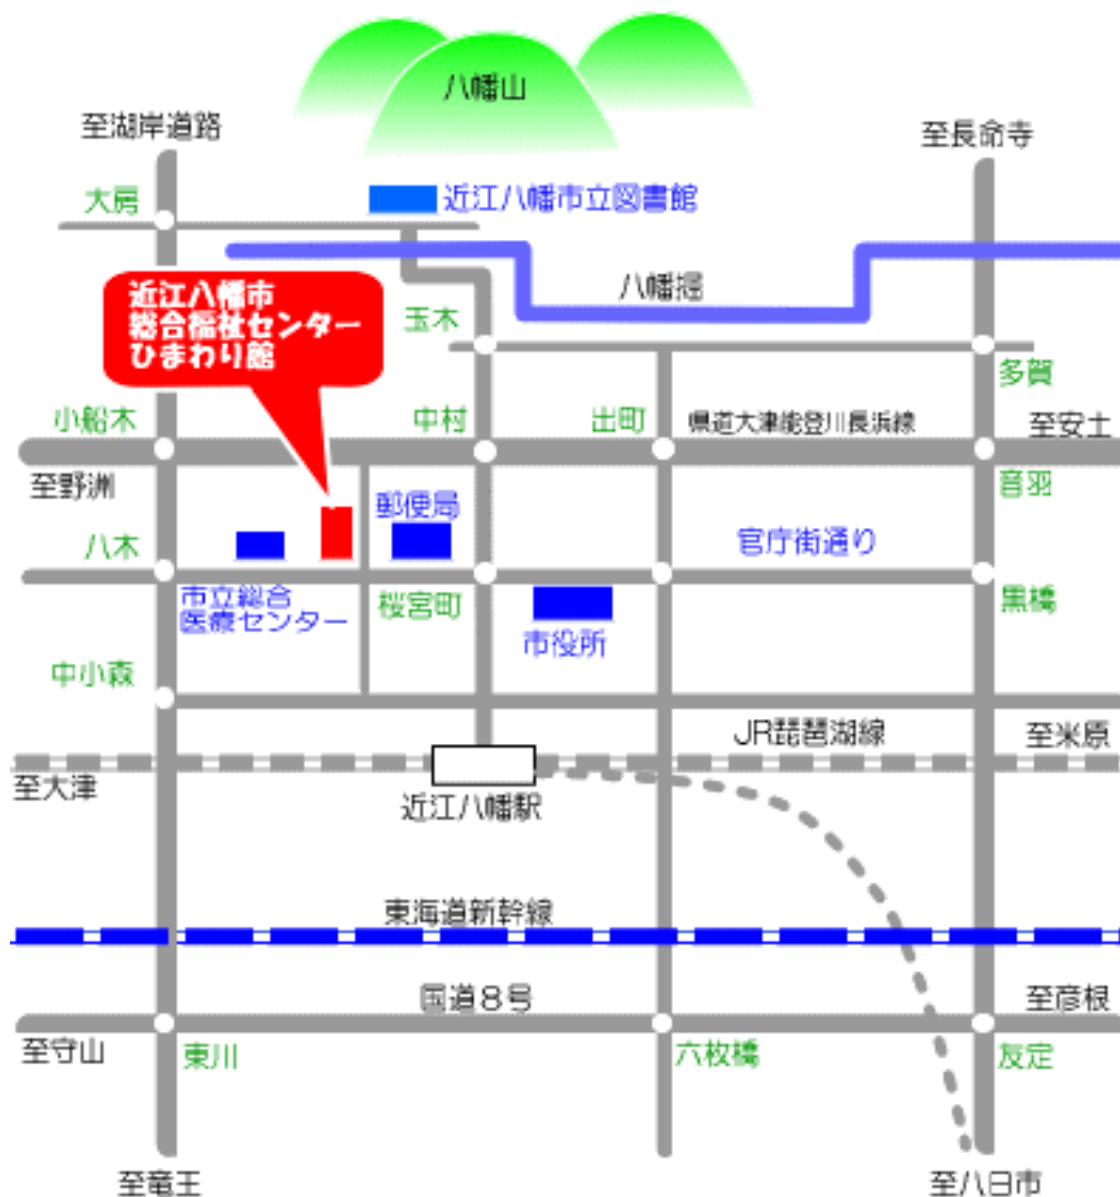 八幡山
至湖岸道路
至長命寺
大房
近江八幡市立図書館
八幡掘
近江八幡市
総合福祉センター
ひまわり館
玉木
多賀
小船木
中村
出町
県道大津能登川長浜線
至安土
至野洲
音羽
郵便局
八木
官庁街通り
市立総合
医療センター
桜宮町
黒橋
市役所
中小森
JR琵琶湖線
至米原
至大津
近江八幡駅
東海道新幹線
国道8号
至彦根
至守山
東川
六枚橋
友定
至竜王
至八日市